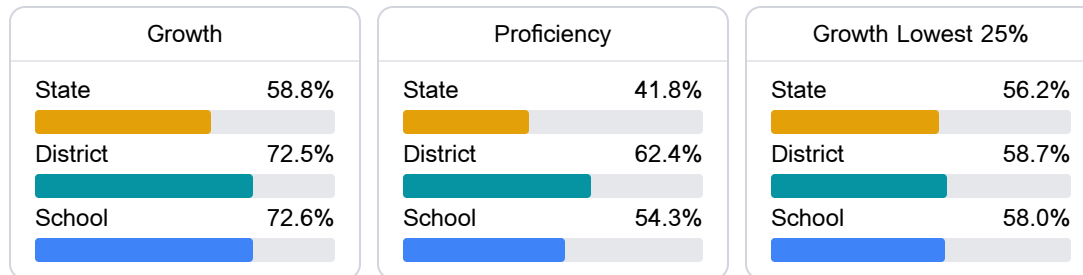 Growth
State 58.8%
District 72.5%
School 72.6%
Proficiency
State 41.8%
District 62.4%
School 54.3%
Growth Lowest 25%
State 56.2%
District 58.7%
School 58.0%